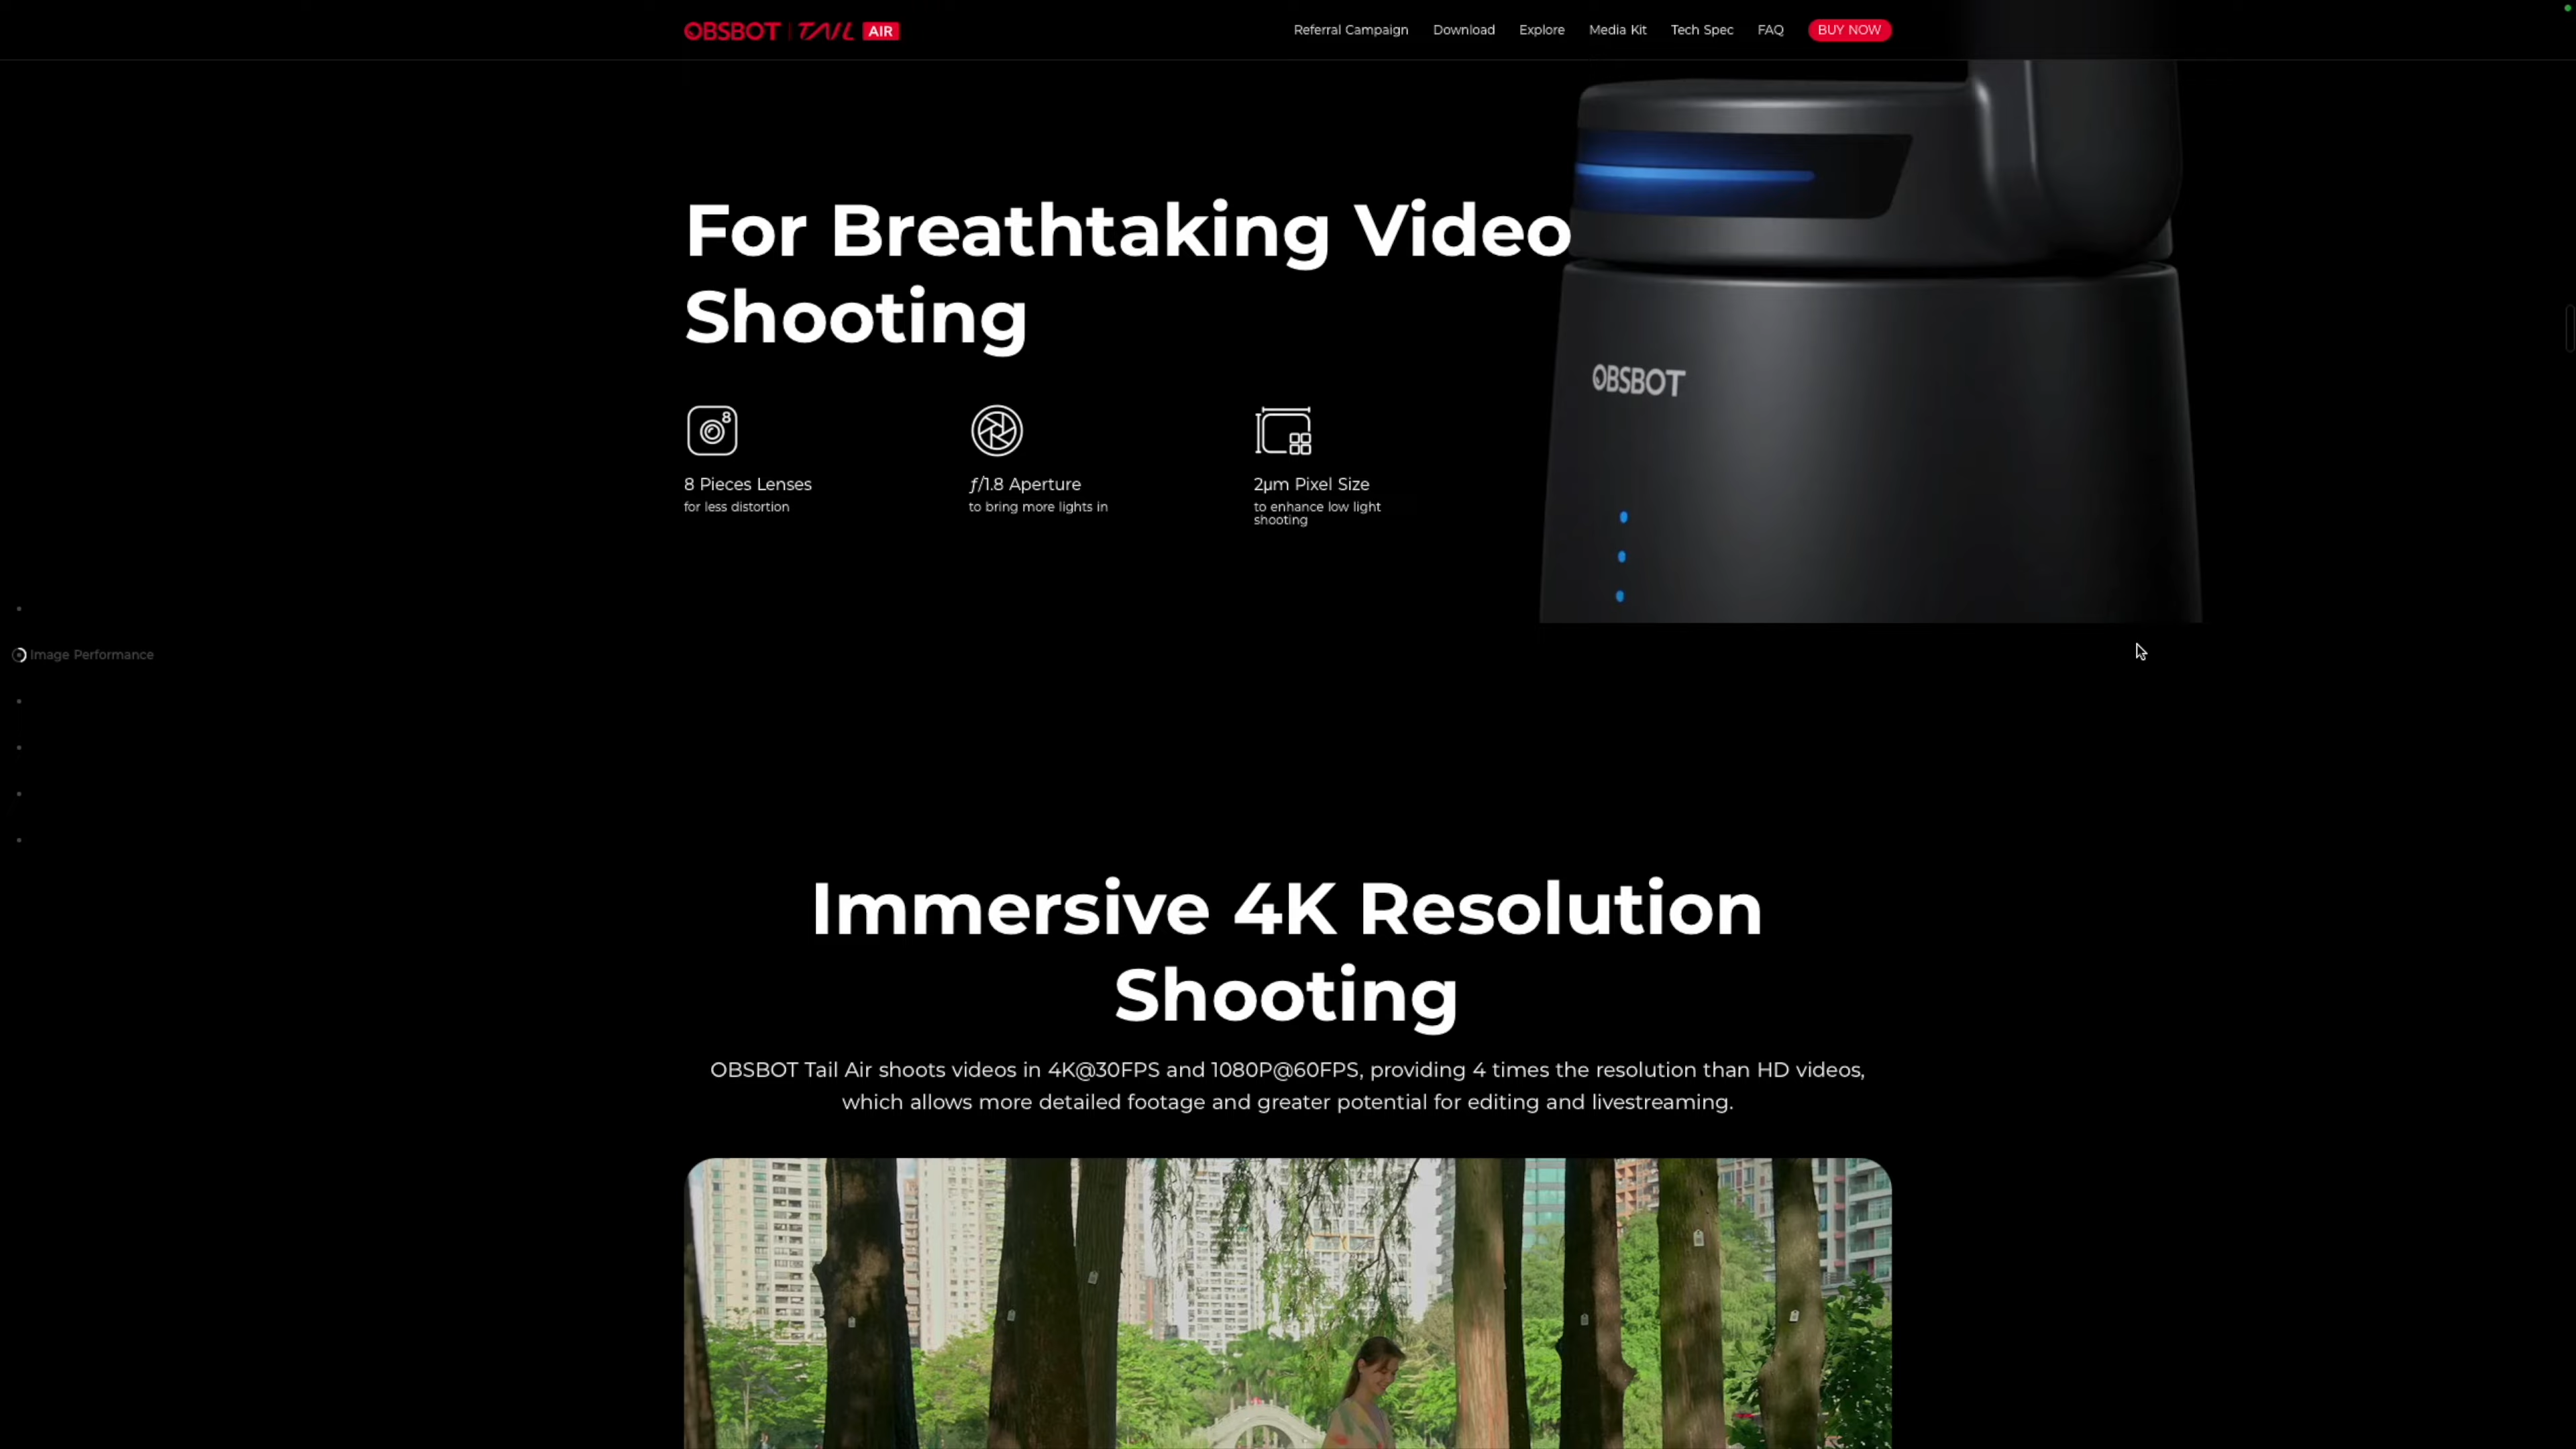 OBSBOT | TAIL AIR
Referral Campaign
Download
Explore
Media Kit
Tech Spec
FAQ
BUY NOW
For Breathtaking Video
Shooting
OBSBOT
8
8 Pieces Lenses
for less distortion
ƒ/1.8 Aperture
to bring more lights in
2μm Pixel Size
to enhance low light
shooting
Image Performance
Immersive 4K Resolution
Shooting
OBSBOT Tail Air shoots videos in 4K@30FPS and 1080P@60FPS, providing 4 times the resolution than HD videos,
which allows more detailed footage and greater potential for editing and livestreaming.